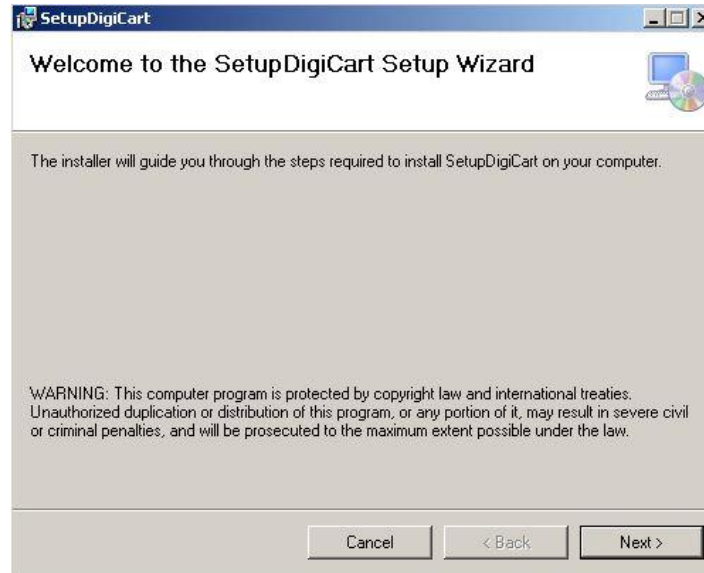 SetupDigiCart
Welcome to the SetupDigiCart Setup Wizard
The installer will guide you through the steps required to install SetupDigiCart on your computer.
WARNING: This computer program is protected by copyright law and international treaties.
Unauthorized duplication or distribution of this program, or any portion of it, may result in severe civil
or criminal penalties, and will be prosecuted to the maximum extent possible under the law.
Cancel
< Back
Next >